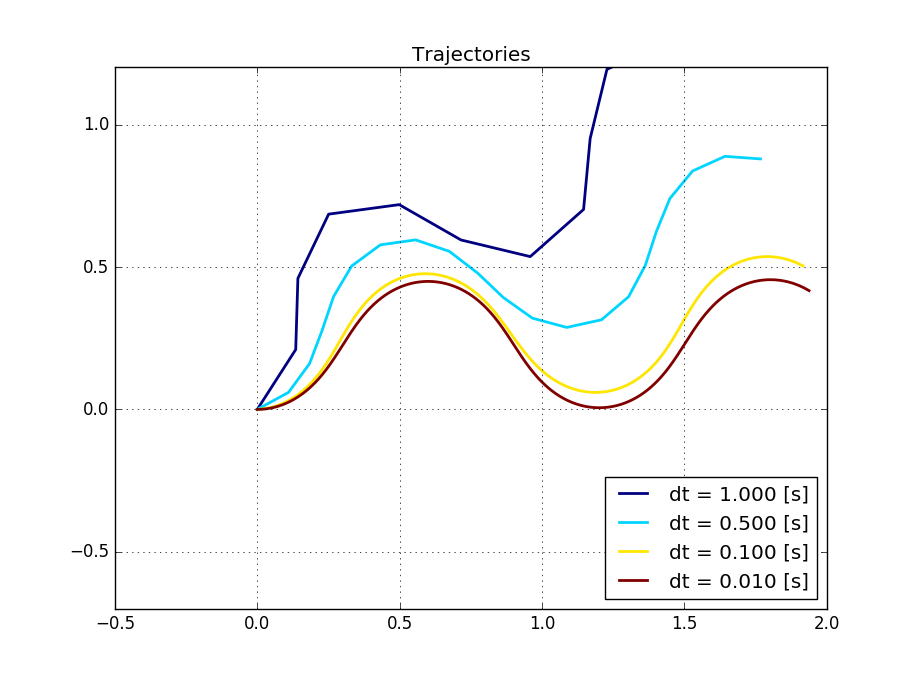 Trajectories
1.0
0.5
0.0
−0.5
−0.5
0.0
0.5
1.0
1.5
2.0
dt = 1.000 [s]
dt = 0.500 [s]
dt = 0.100 [s]
dt = 0.010 [s]